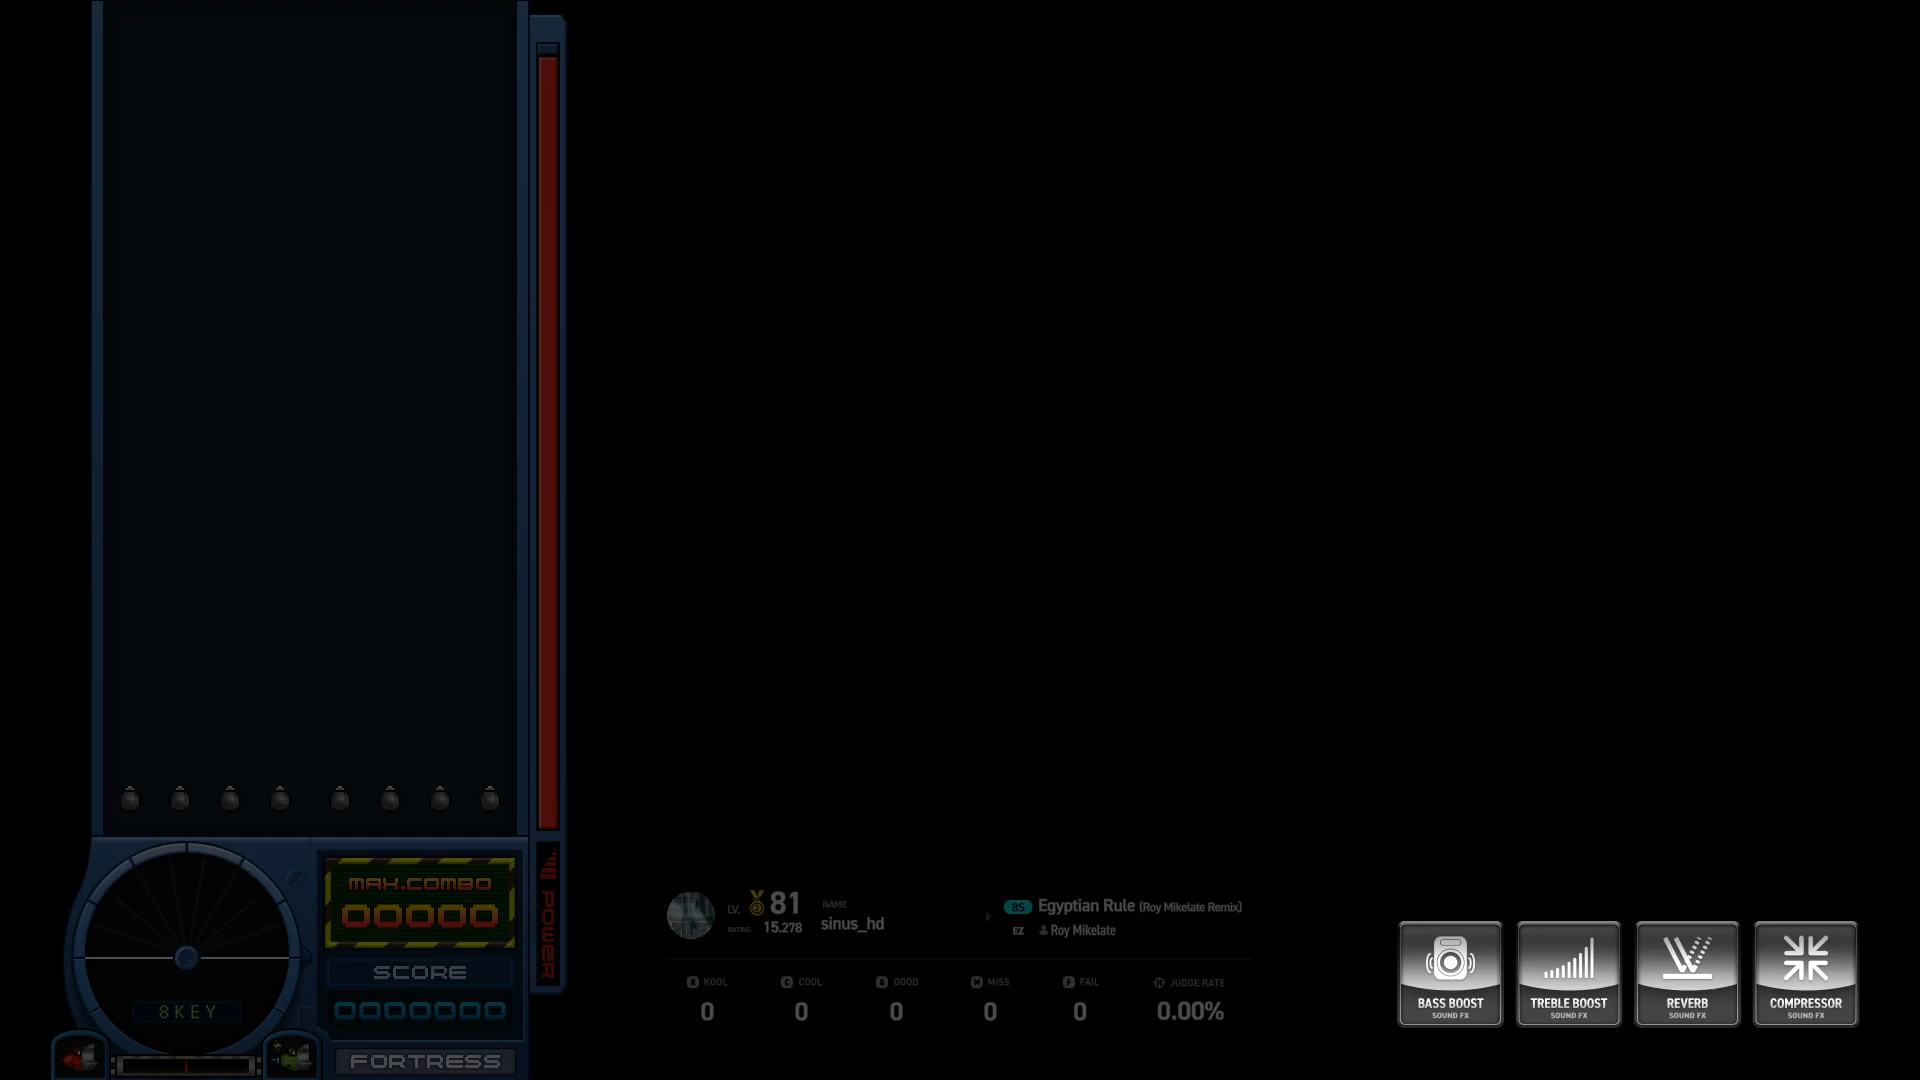 8KEY
MAX.COMBO
00000
SCORE
0000000
FORTRESS
POWER
LV. 2 81
RATING 15.278
NAME
sinus_hd
8S Egyptian Rule (Roy Mikelate Remix)
EZ Roy Mikelate
K KOOL
0
C COOL
0
G GOOD
0
M MISS
0
F FAIL
0
JUDGE RATE
0.00%
BASS BOOST
SOUND FX
TREBLE BOOST
SOUND FX
REVERB
SOUND FX
COMPRESSOR
SOUND FX